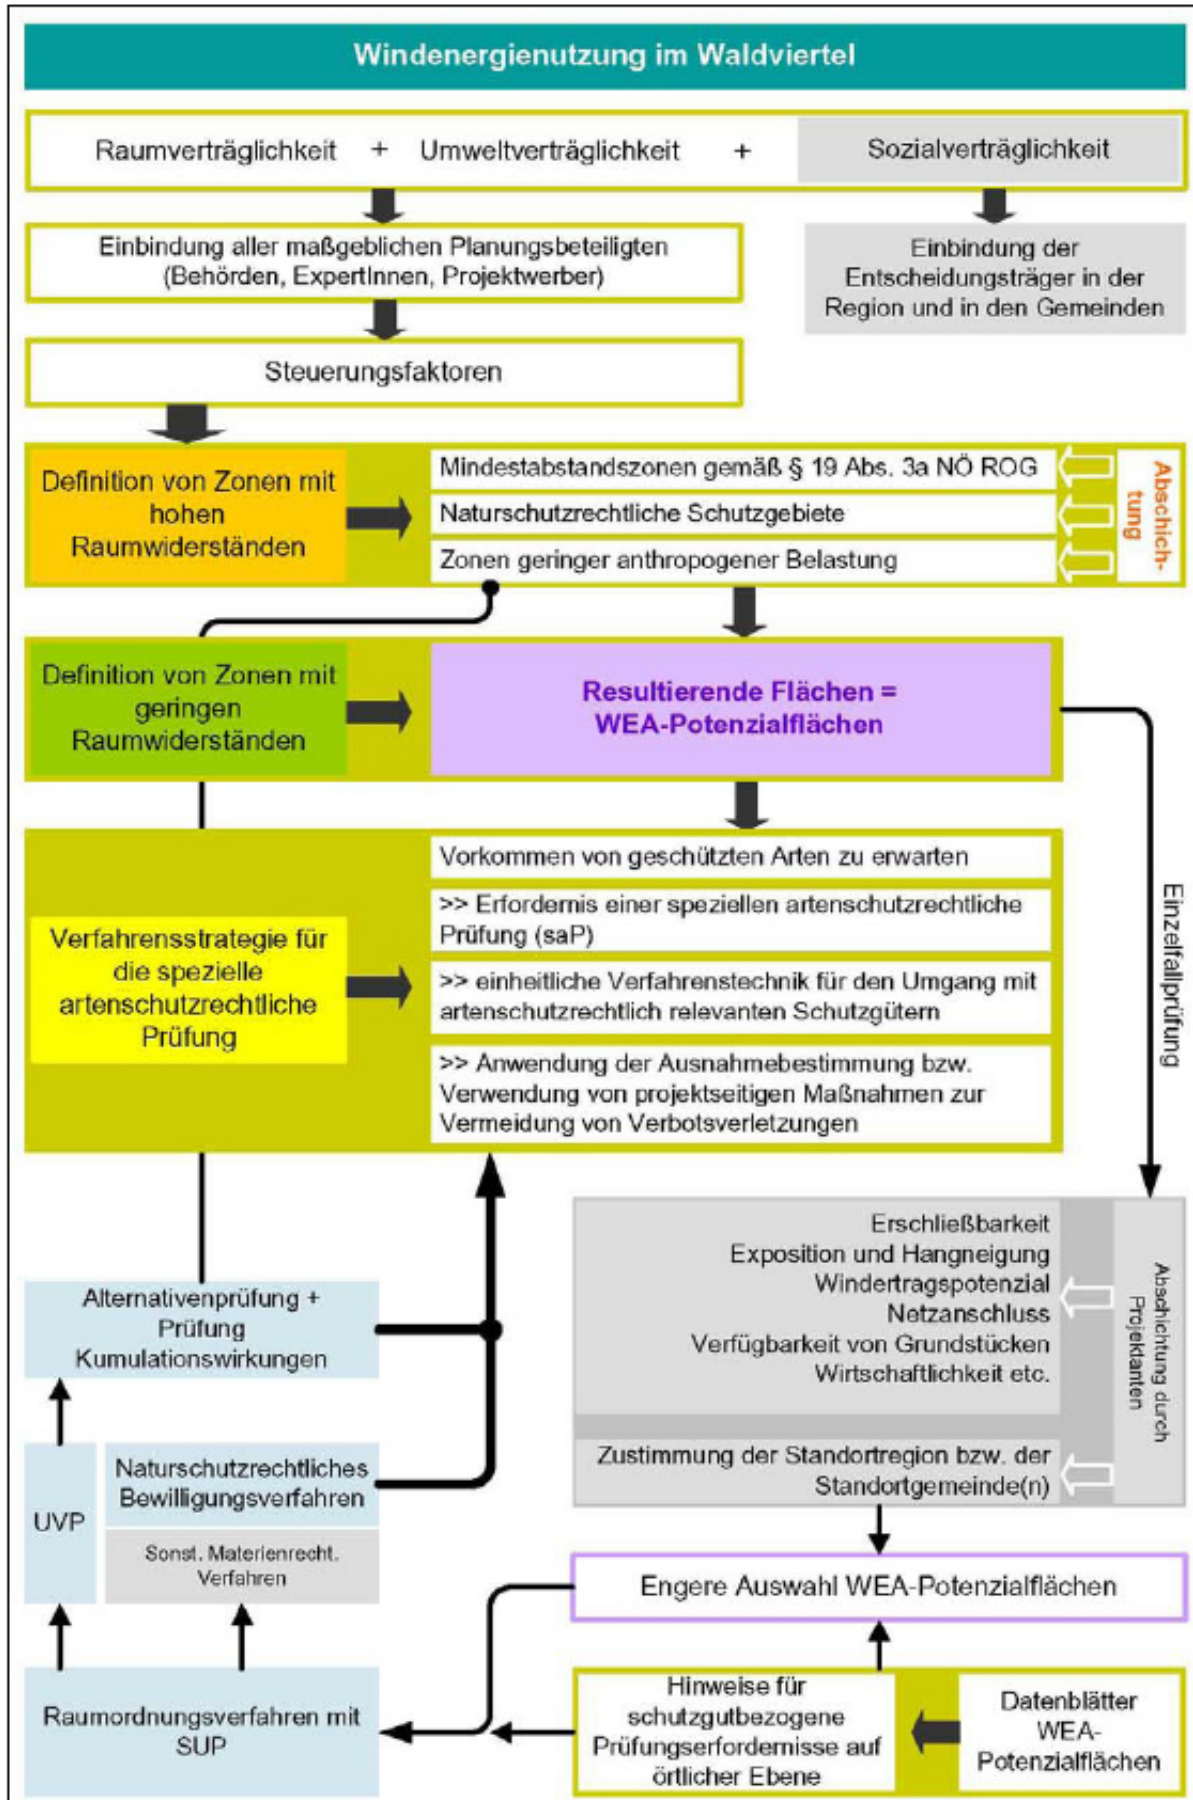 Windenergienutzung im Waldviertel
Raumverträglichkeit + Umweltverträglichkeit + Sozialverträglichkeit
Einbindung aller maßgeblichen Planungsbeteiligten
(Behörden, ExpertInnen, Projektwerber)
Einbindung der
Entscheidungsträger in der
Region und in den Gemeinden
Steuerungsfaktoren
Definition von Zonen mit
hohen
Raumwiderständen
Mindestabstandszonen gemäß § 19 Abs. 3a NÖ ROG
Naturschutzrechtliche Schutzgebiete
Zonen geringer anthropogener Belastung
Abschich-
tung
Definition von Zonen mit
geringen
Raumwiderständen
Resultierende Flächen =
WEA-Potenzialflächen
Einzelfallprüfung
Verfahrensstrategie für
die spezielle
artenschutzrechtliche
Prüfung
Vorkommen von geschützten Arten zu erwarten
>> Erfordernis einer speziellen artenschutzrechtliche
Prüfung (saP)
>> einheitliche Verfahrenstechnik für den Umgang mit
artenschutzrechtlich relevanten Schutzgütern
>> Anwendung der Ausnahmebestimmung bzw.
Verwendung von projektseitigen Maßnahmen zur
Vermeidung von Verbotsverletzungen
Erschließbarkeit
Exposition und Hangneigung
Windertragspotenzial
Netzanschluss
Verfügbarkeit von Grundstücken
Wirtschaftlichkeit etc.
Zustimmung der Standortregion bzw. der
Standortgemeinde(n)
Abschichtung durch
Projektanten
Alternativenprüfung +
Prüfung
Kumulationswirkungen
UVP
Naturschutzrechtliches
Bewilligungsverfahren
Sonst. Materienrecht.
Verfahren
Engere Auswahl WEA-Potenzialflächen
Raumordnungsverfahren mit
SUP
Hinweise für
schutzgutbezogene
Prüfungserfordernisse auf
örtlicher Ebene
Datenblätter
WEA-
Potenzialflächen